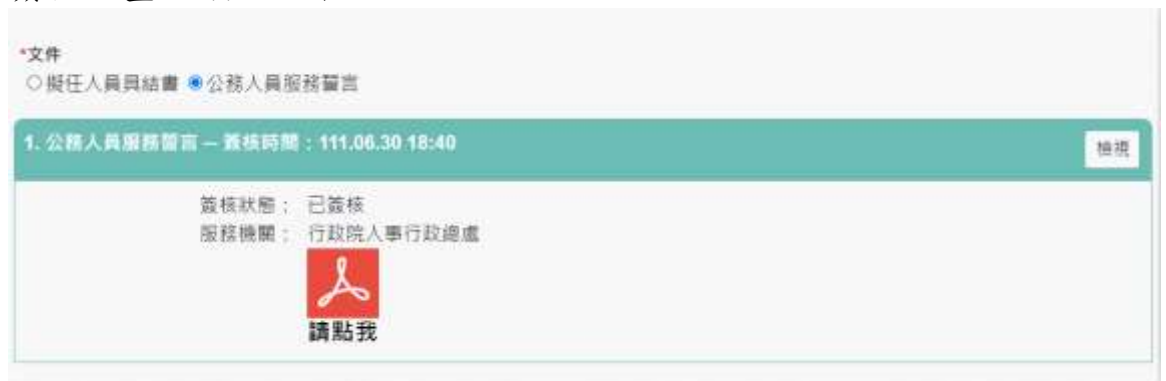 *文件
○擬任人員具結書 ◉公務人員服務誓言
1. 公務人員服務誓言 – 簽核時間：111.06.30 18:40
檢視
簽核狀態： 已簽核
服務機關： 行政院人事行政總處
請點我